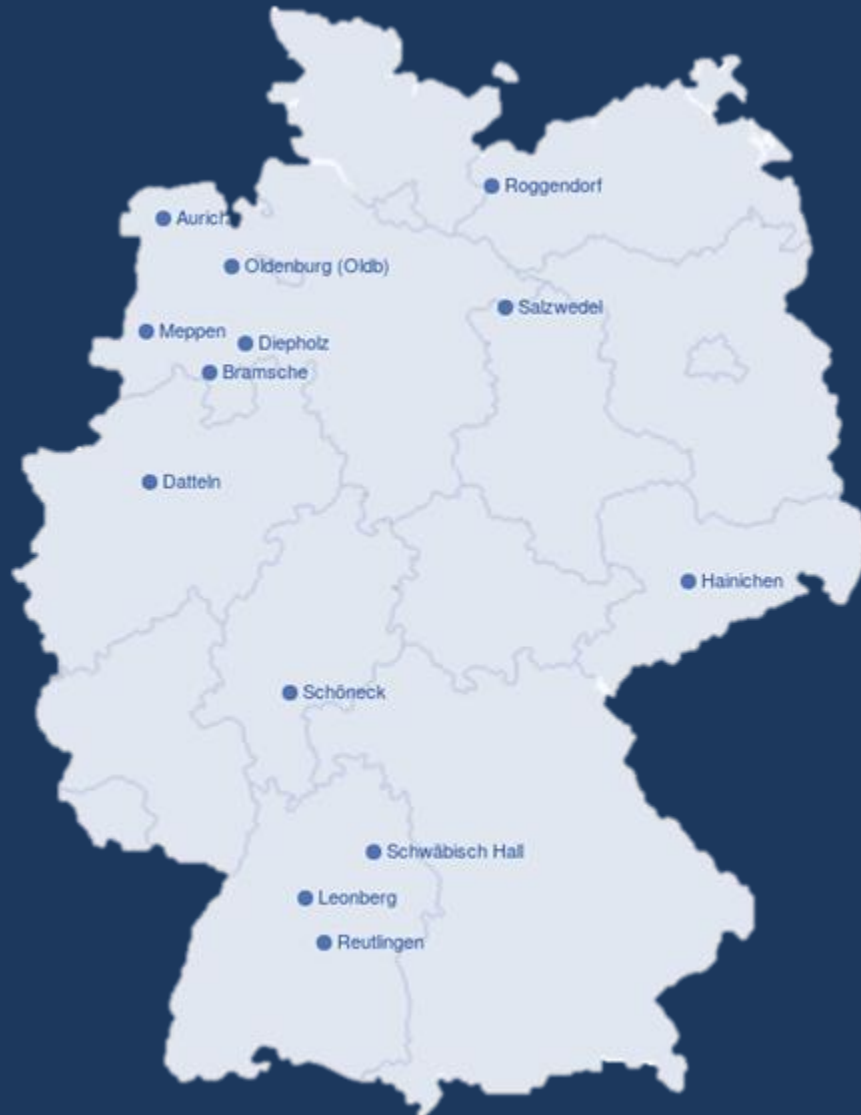 Roggendorf
Aurich
Oldenburg (Oldb)
Salzwedel
Meppen
Diepholz
Bramsche
Datteln
Hainichen
Schöneck
Schwäbisch Hall
Leonberg
Reutlingen